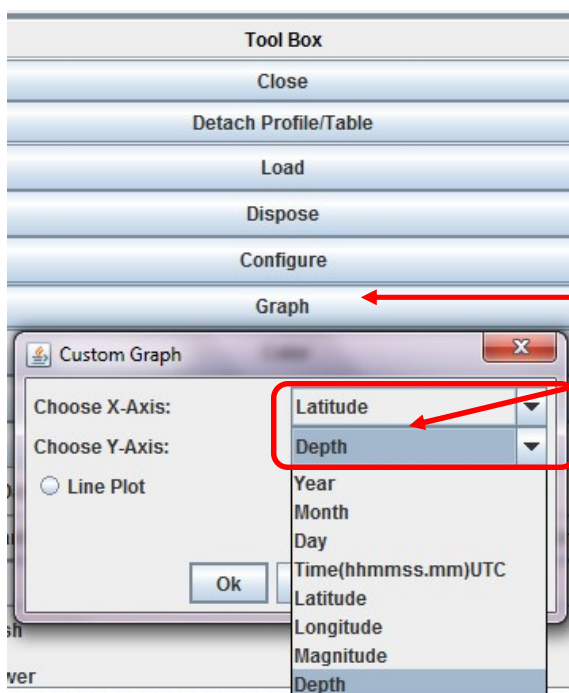 Tool Box
Close
Detach Profile/Table
Load
Dispose
Configure
Graph
Custom Graph
Choose X-Axis:
Latitude
Choose Y-Axis:
Depth
Line Plot
Year
Month
Day
Time(hhmmss.mm)UTC
Latitude
Longitude
Magnitude
Depth
Ok